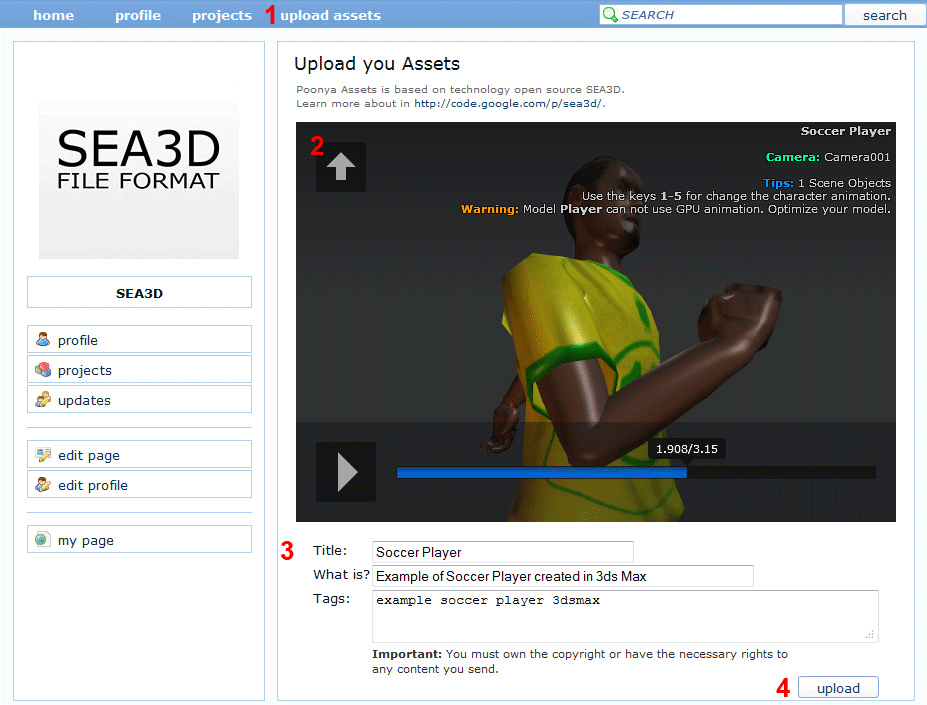 home profile projects 1 upload assets SEARCH search
SEA3D
FILE FORMAT
SEA3D
profile
projects
updates
edit page
edit profile
my page
Upload you Assets
Poonya Assets is based on technology open source SEA3D.
Learn more about in http://code.google.com/p/sea3d/.
2
Soccer Player
Camera: Camera001
Tips: 1 Scene Objects
Use the keys 1-5 for change the character animation.
Warning: Model Player can not use GPU animation. Optimize your model.
1.908/3.15
3 Title: Soccer Player
What is? Example of Soccer Player created in 3ds Max
Tags: example soccer player 3dsmax
Important: You must own the copyright or have the necessary rights to
any content you send.
4 upload